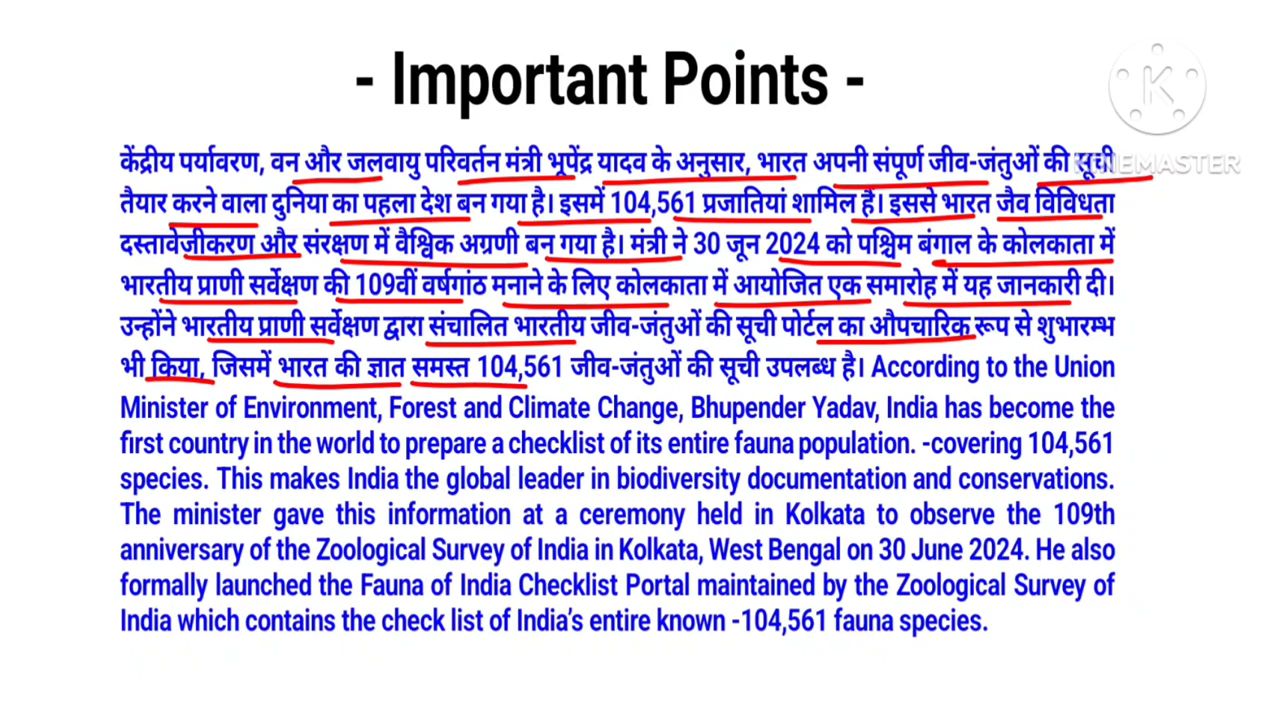 - Important Points -
केंद्रीय पर्यावरण, वन और जलवायु परिवर्तन मंत्री भूपेंद्र यादव के अनुसार, भारत अपनी संपूर्ण जीव-जंतुओं की सूची
तैयार करने वाला दुनिया का पहला देश बन गया है। इसमें 104,561 प्रजातियां शामिल है। इससे भारत जैव विविधता
दस्तावेजीकरण और संरक्षण में वैश्विक अग्रणी बन गया है। मंत्री ने 30 जून 2024 को पश्चिम बंगाल के कोलकाता में
भारतीय प्राणी सर्वेक्षण की 109वीं वर्षगांठ मनाने के लिए कोलकाता में आयोजित एक समारोह में यह जानकारी दी।
उन्होंने भारतीय प्राणी सर्वेक्षण द्वारा संचालित भारतीय जीव-जंतुओं की सूची पोर्टल का औपचारिक रूप से शुभारम्भ
भी किया, जिसमें भारत की ज्ञात समस्त 104,561 जीव-जंतुओं की सूची उपलब्ध है। According to the Union
Minister of Environment, Forest and Climate Change, Bhupender Yadav, India has become the
first country in the world to prepare a checklist of its entire fauna population. -covering 104,561
species. This makes India the global leader in biodiversity documentation and conservations.
The minister gave this information at a ceremony held in Kolkata to observe the 109th
anniversary of the Zoological Survey of India in Kolkata, West Bengal on 30 June 2024. He also
formally launched the Fauna of India Checklist Portal maintained by the Zoological Survey of
India which contains the check list of India's entire known -104,561 fauna species.
K
KINEMASTER